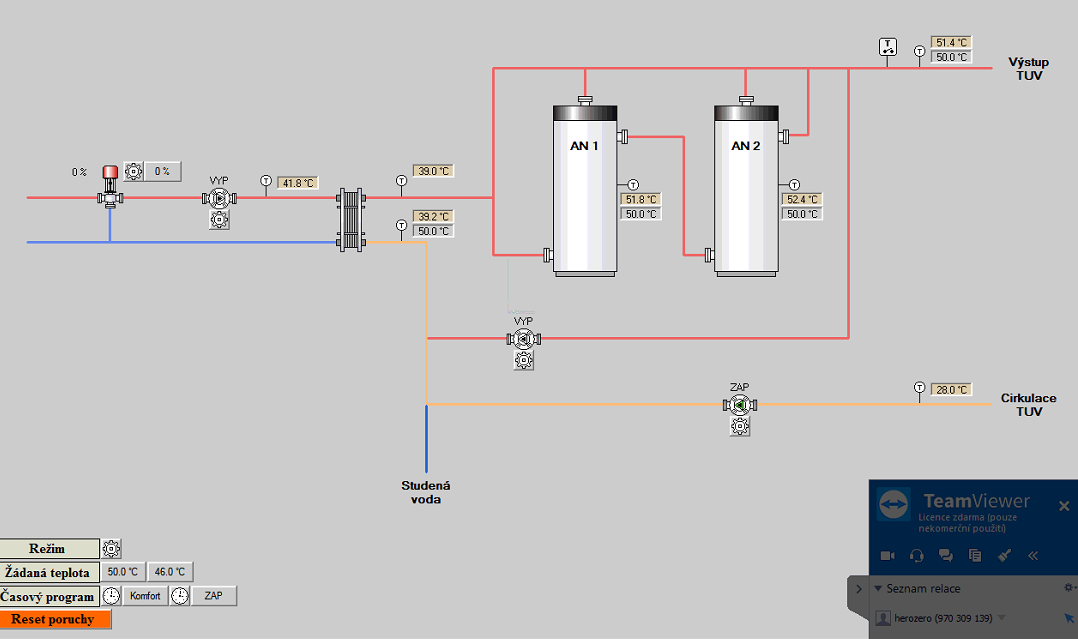 51.4 °C
50.0 °C
Výstup
TUV
T
T
AN 1
AN 2
0 %
0 %
VYP
T
41.8 °C
T
39.0 °C
T
39.2 °C
50.0 °C
T
51.8 °C
50.0 °C
T
52.4 °C
50.0 °C
VYP
ZAP
T
28.0 °C
Cirkulace
TUV
Studená
voda
Režim
Žádaná teplota
50.0 °C
46.0 °C
Časový program
Komfort
ZAP
Reset poruchy
TeamViewer
Licence zdarma (pouze
nekomerční použití)
Seznam relace
herozero (970 309 139)